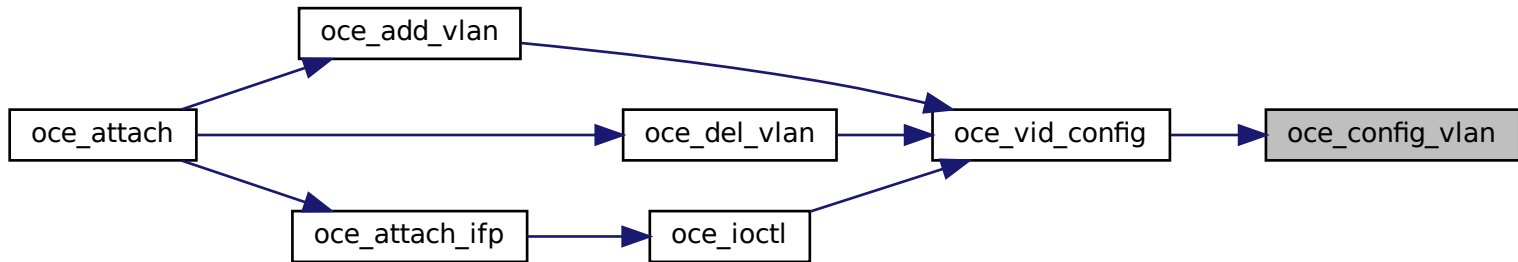 oce_add_vlan
oce_attach
oce_del_vlan
oce_vid_config
oce_config_vlan
oce_attach_ifp
oce_ioctl